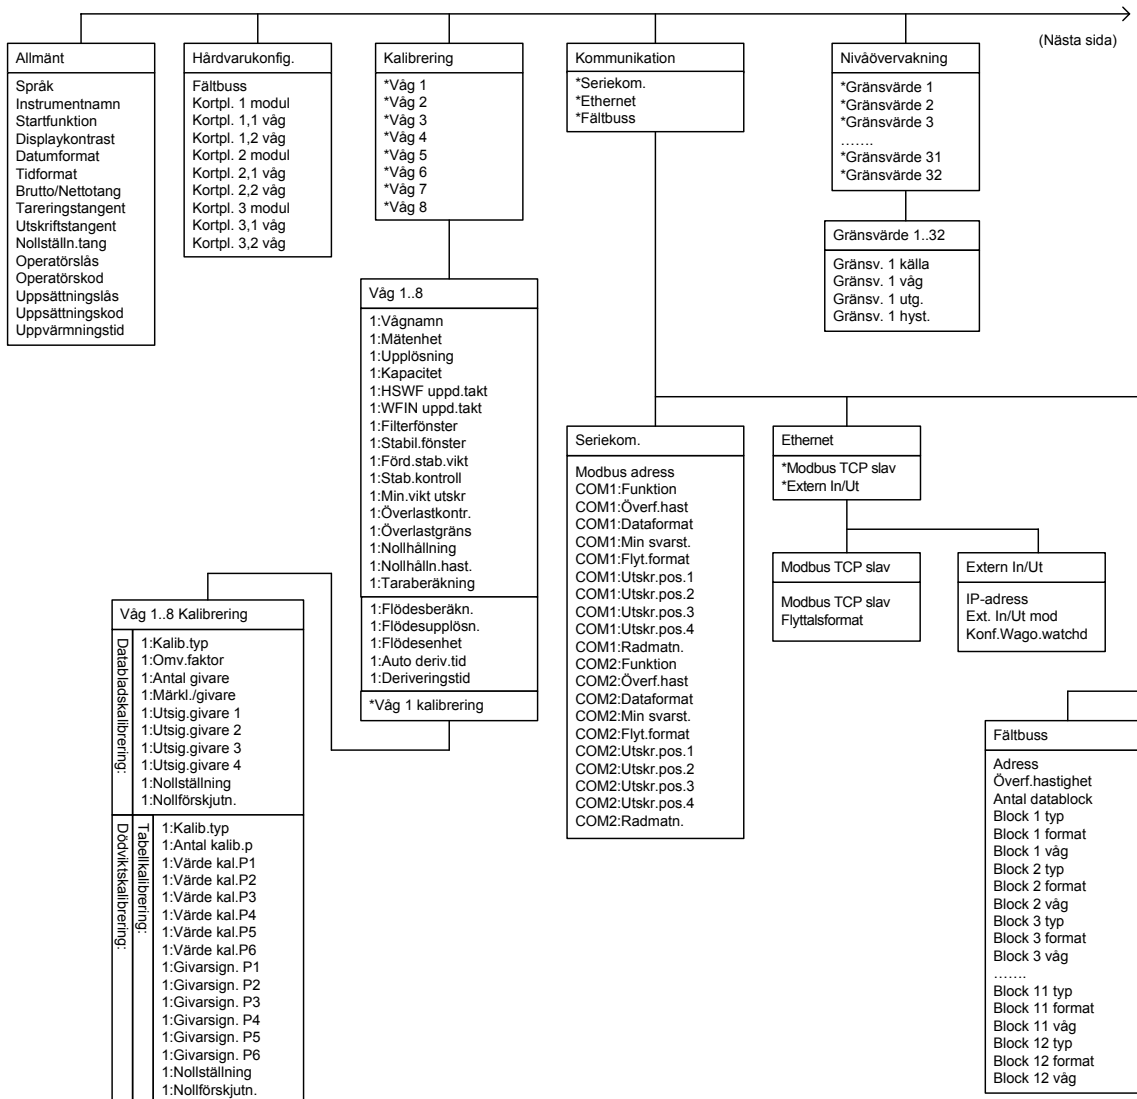 (Nästa sida)
Allmänt
Språk
Instrumentnamn
Startfunktion
Displaykontrast
Datumformat
Tidformat
Brutto/Nettotang
Tareringstangent
Utskriftstangent
Nollställn.tang
Operatörslås
Operatörskod
Uppsättningslås
Uppsättningskod
Uppvärmningstid
Hårdvarukonfig.
Fältbuss
Kortpl. 1 modul
Kortpl. 1,1 våg
Kortpl. 1,2 våg
Kortpl. 2 modul
Kortpl. 2,1 våg
Kortpl. 2,2 våg
Kortpl. 3 modul
Kortpl. 3,1 våg
Kortpl. 3,2 våg
Kalibrering
*Våg 1
*Våg 2
*Våg 3
*Våg 4
*Våg 5
*Våg 6
*Våg 7
*Våg 8
Kommunikation
*Seriekom.
*Ethernet
*Fältbuss
Nivåövervakning
*Gränsvärde 1
*Gränsvärde 2
*Gränsvärde 3
.......
*Gränsvärde 31
*Gränsvärde 32
Gränsvärde 1..32
Gränsv. 1 källa
Gränsv. 1 våg
Gränsv. 1 utg.
Gränsv. 1 hyst.
Våg 1..8
1:Vågnamn
1:Mätenhet
1:Upplösning
1:Kapacitet
1:HSWF uppd.takt
1:WFIN uppd.takt
1:Filterfönster
1:Stabil.fönster
1:Förd.stab.vikt
1:Stab.kontroll
1:Min.vikt utskr
1:Överlastkontr.
1:Överlastgräns
1:Nollhållning
1:Nollhålln.hast.
1:Taraberäkning
1:Flödesberäkn.
1:Flödesupplösn.
1:Flödesenhet
1:Auto deriv.tid
1:Deriveringstid
*Våg 1 kalibrering
Våg 1..8 Kalibrering
Databladskalibrering:
1:Kalib.typ
1:Omv.faktor
1:Antal givare
1:Märkl./givare
1:Utsig.givare 1
1:Utsig.givare 2
1:Utsig.givare 3
1:Utsig.givare 4
1:Nollställning
1:Nollförskjutn.
Dödviktskalibrering:
Tabellkalibrering:
1:Kalib.typ
1:Antal kalib.p
1:Värde kal.P1
1:Värde kal.P2
1:Värde kal.P3
1:Värde kal.P4
1:Värde kal.P5
1:Värde kal.P6
1:Givarsign. P1
1:Givarsign. P2
1:Givarsign. P3
1:Givarsign. P4
1:Givarsign. P5
1:Givarsign. P6
1:Nollställning
1:Nollförskjutn.
Seriekom.
Modbus adress
COM1:Funktion
COM1:Överf.hast
COM1:Dataformat
COM1:Min svarst.
COM1:Flyt.format
COM1:Utskr.pos.1
COM1:Utskr.pos.2
COM1:Utskr.pos.3
COM1:Utskr.pos.4
COM1:Radmatn.
COM2:Funktion
COM2:Överf.hast
COM2:Dataformat
COM2:Min svarst.
COM2:Flyt.format
COM2:Utskr.pos.1
COM2:Utskr.pos.2
COM2:Utskr.pos.3
COM2:Utskr.pos.4
COM2:Radmatn.
Ethernet
*Modbus TCP slav
*Extern In/Ut
Modbus TCP slav
Modbus TCP slav
Flyttalsformat
Extern In/Ut
IP-adress
Ext. In/Ut mod
Konf.Wago.watchd
Fältbuss
Adress
Överf.hastighet
Antal datablock
Block 1 typ
Block 1 format
Block 1 våg
Block 2 typ
Block 2 format
Block 2 våg
Block 3 typ
Block 3 format
Block 3 våg
.......
Block 11 typ
Block 11 format
Block 11 våg
Block 12 typ
Block 12 format
Block 12 våg